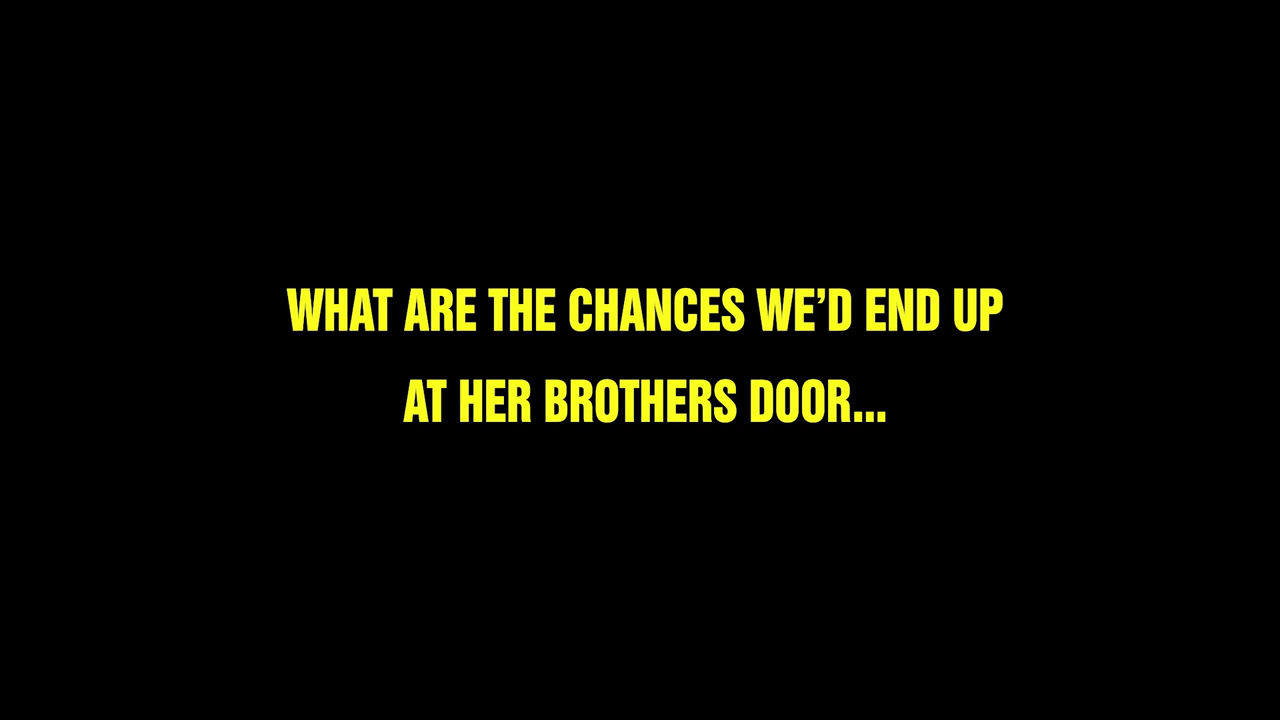 WHAT ARE THE CHANCES WE’D END UP
AT HER BROTHERS DOOR...